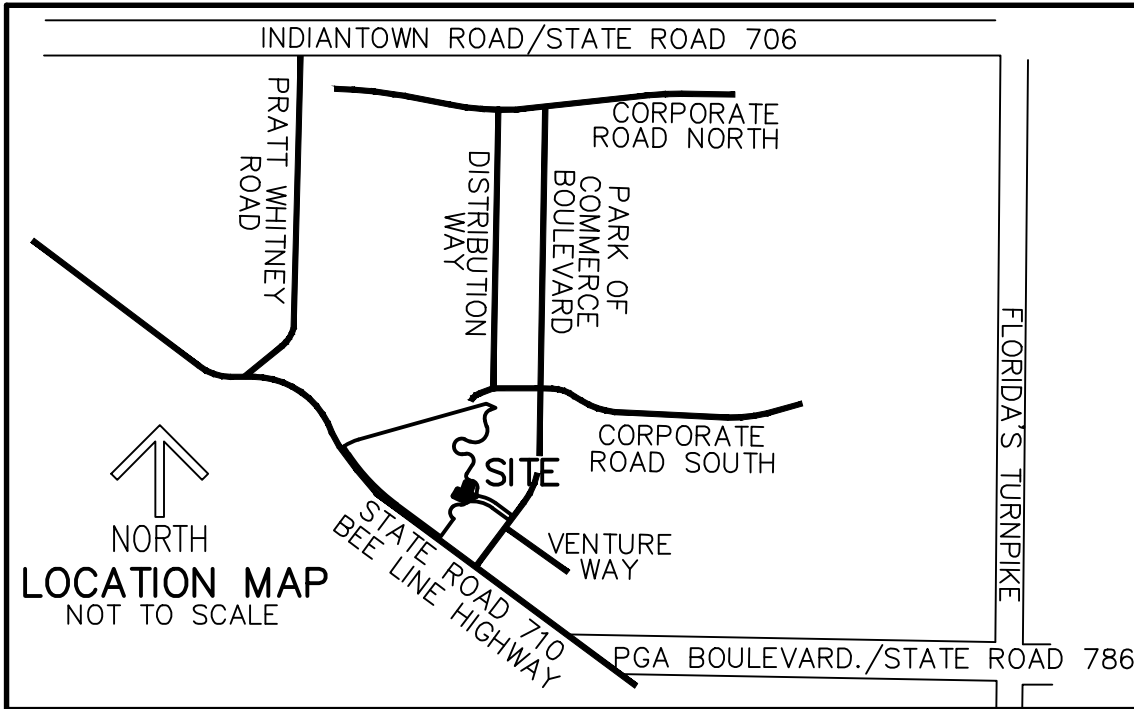 INDIANTOWN ROAD/STATE ROAD 706
PRATT WHITNEY
ROAD
CORPORATE
ROAD NORTH
DISTRIBUTION
WAY
PARK OF
COMMERCE
BOULEVARD
FLORIDA'S TURNPIKE
CORPORATE
ROAD SOUTH
SITE
VENTURE
WAY
STATE ROAD 710
BEE LINE HIGHWAY
NORTH
LOCATION MAP
NOT TO SCALE
PGA BOULEVARD./STATE ROAD 786